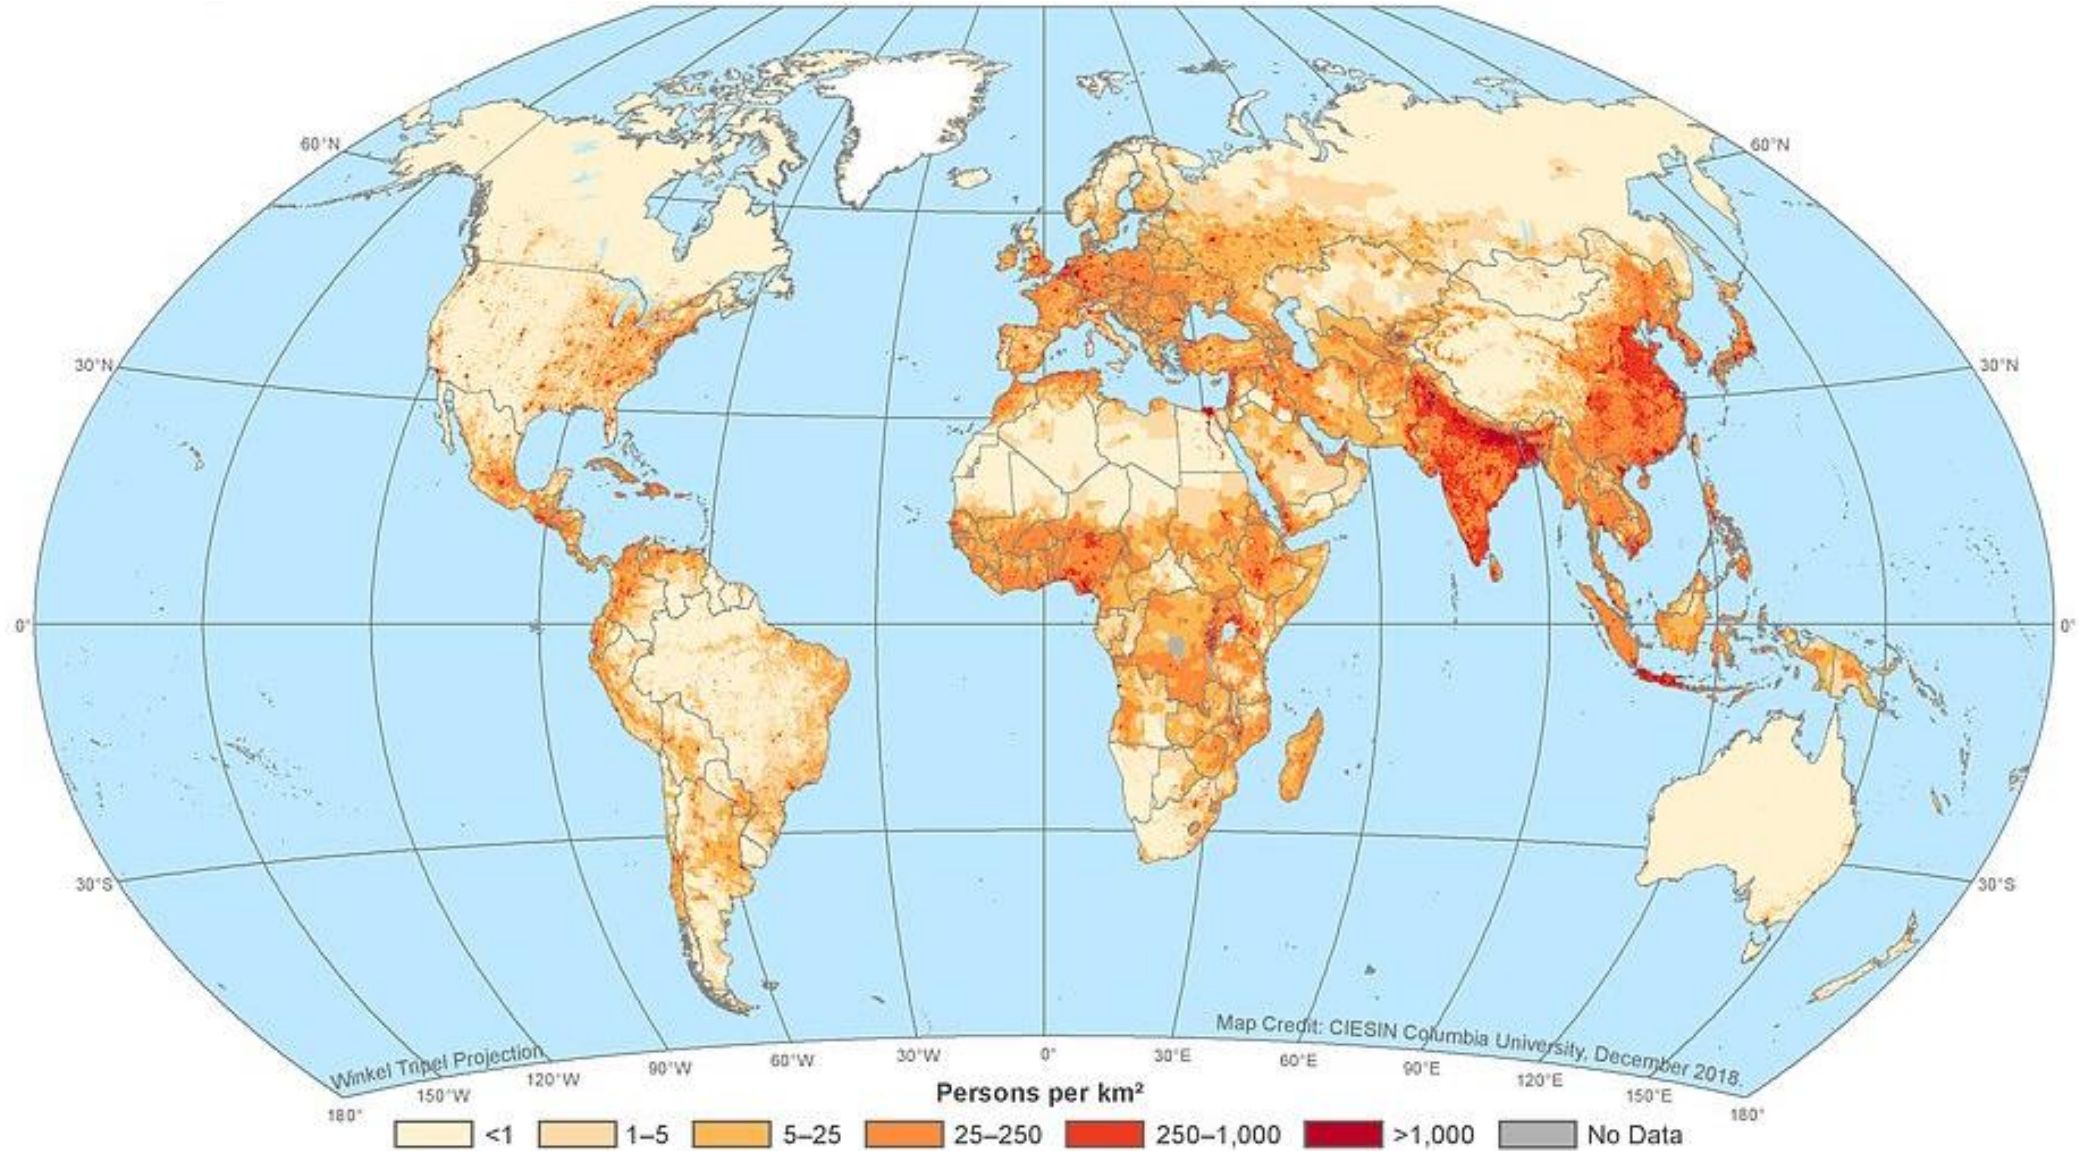 60°N
60°N
30°N
30°N
0°
0°
30°S
30°S
Winkel Tripel Projection
Map Credit: CIESIN Columbia University, December 2018.
180°
150°W
120°W
90°W
60°W
30°W
0°
30°E
60°E
90°E
120°E
150°E
180°
Persons per km²
<1 1–5 5–25 25–250 250–1,000 >1,000 No Data